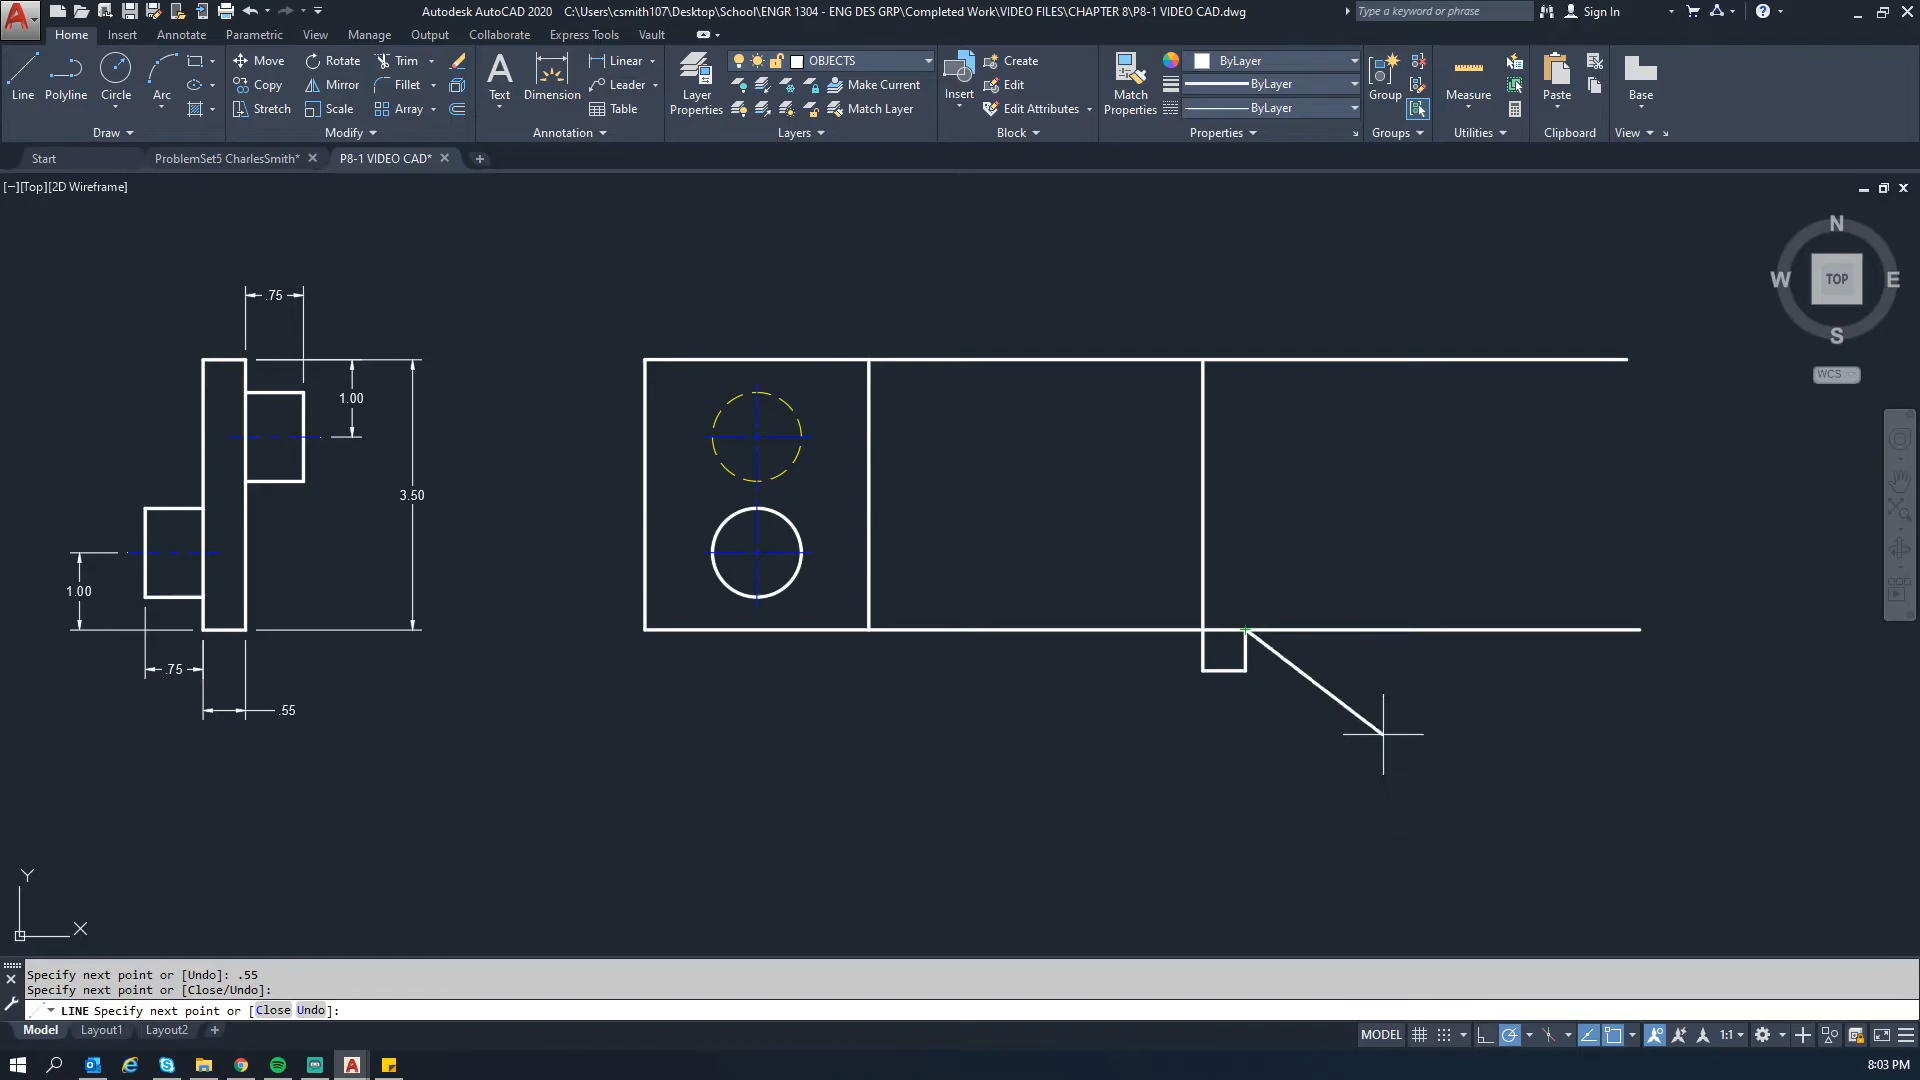 Autodesk AutoCAD 2020 C:\Users\csmith107\Desktop\School\ENGR 1304 - ENG DES GRP\Completed Work\VIDEO FILES\CHAPTER 8\P8-1 VIDEO CAD.dwg
Type a keyword or phrase
Sign In
Home Insert Annotate Parametric View Manage Output Collaborate Express Tools Vault
Line Polyline Circle Arc
Draw
Move Rotate Trim
Copy Mirror Fillet
Stretch Scale Array
Modify
Text Dimension
Linear
Leader
Table
Annotation
Layer Properties
OBJECTS
Make Current
Match Layer
Layers
Insert
Create
Edit
Edit Attributes
Block
Match Properties
ByLayer
ByLayer
ByLayer
Properties
Group
Groups
Measure
Utilities
Paste
Clipboard
Base
View
Start ProblemSet5 CharlesSmith* P8-1 VIDEO CAD*
[−][Top][2D Wireframe]
N
W TOP E
S
WCS
.75
1.00
3.50
1.00
.75
.55
Y
X
Specify next point or [Undo]: .55
Specify next point or [Close/Undo]:
LINE Specify next point or [Close Undo]:
Model Layout1 Layout2
MODEL 1:1
8:03 PM